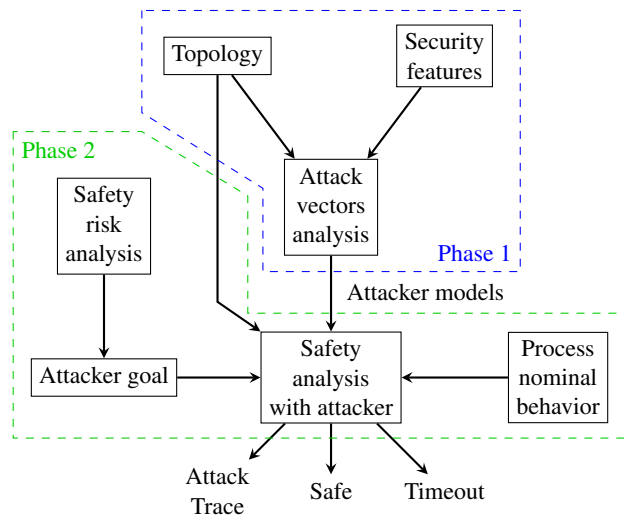 Topology
Security
features
Phase 2
Safety
risk
analysis
Attack
vectors
analysis
Phase 1
Attacker models
Attacker goal
Safety
analysis
with attacker
Process
nominal
behavior
Attack
Trace
Safe
Timeout